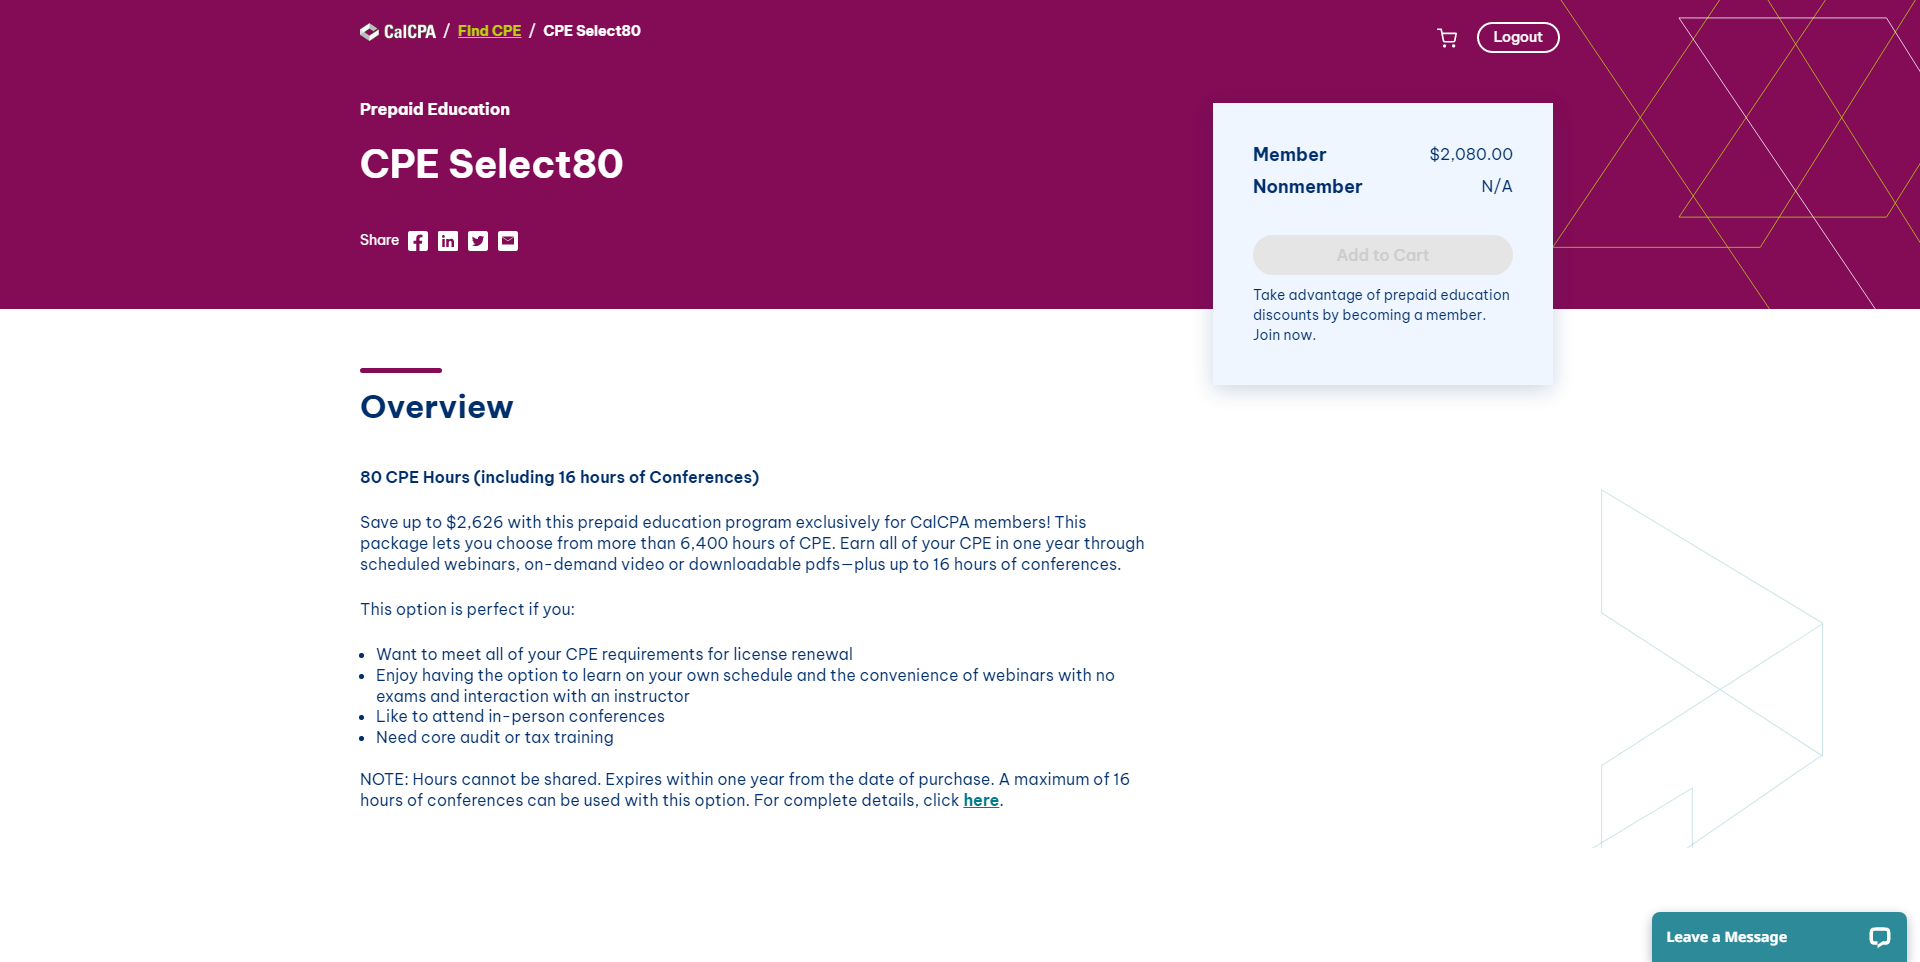 CalCPA / Find CPE / CPE Select80
Logout
Prepaid Education
CPE Select80
Share
Member $2,080.00
Nonmember N/A
Add to Cart
Take advantage of prepaid education
discounts by becoming a member.
Join now.
Overview
80 CPE Hours (including 16 hours of Conferences)
Save up to $2,626 with this prepaid education program exclusively for CalCPA members! This
package lets you choose from more than 6,400 hours of CPE. Earn all of your CPE in one year through
scheduled webinars, on-demand video or downloadable pdfs—plus up to 16 hours of conferences.
This option is perfect if you:
• Want to meet all of your CPE requirements for license renewal
• Enjoy having the option to learn on your own schedule and the convenience of webinars with no
exams and interaction with an instructor
• Like to attend in-person conferences
• Need core audit or tax training
NOTE: Hours cannot be shared. Expires within one year from the date of purchase. A maximum of 16
hours of conferences can be used with this option. For complete details, click here.
Leave a Message